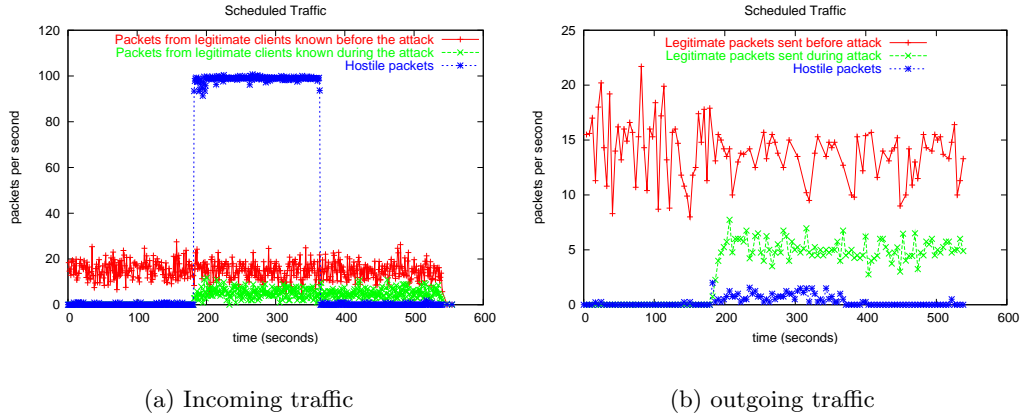 Scheduled Traffic
Packets from legitimate clients known before the attack
Packets from legitimate clients known during the attack
Hostile packets
packets per second
120
100
80
60
40
20
0
0 100 200 300 400 500 600
time (seconds)
(a) Incoming traffic
Scheduled Traffic
Legitimate packets sent before attack
Legitimate packets sent during attack
Hostile packets
packets per second
25
20
15
10
5
0
0 100 200 300 400 500 600
time (seconds)
(b) outgoing traffic